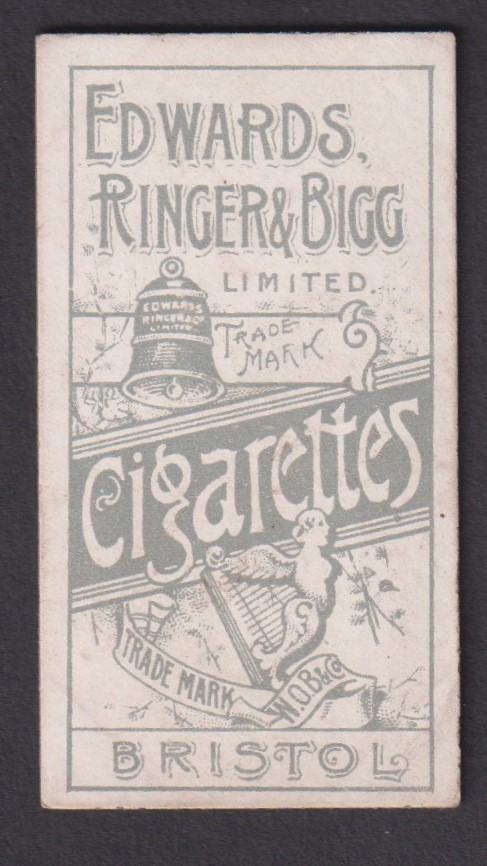 EDWARDS,
RINGER & BIGG
LIMITED.
EDWARDS
RINGER & Co
LIMITED
TRADE
MARK
Cigarettes
TRADE MARK
W.O.B & Co
BRISTOL